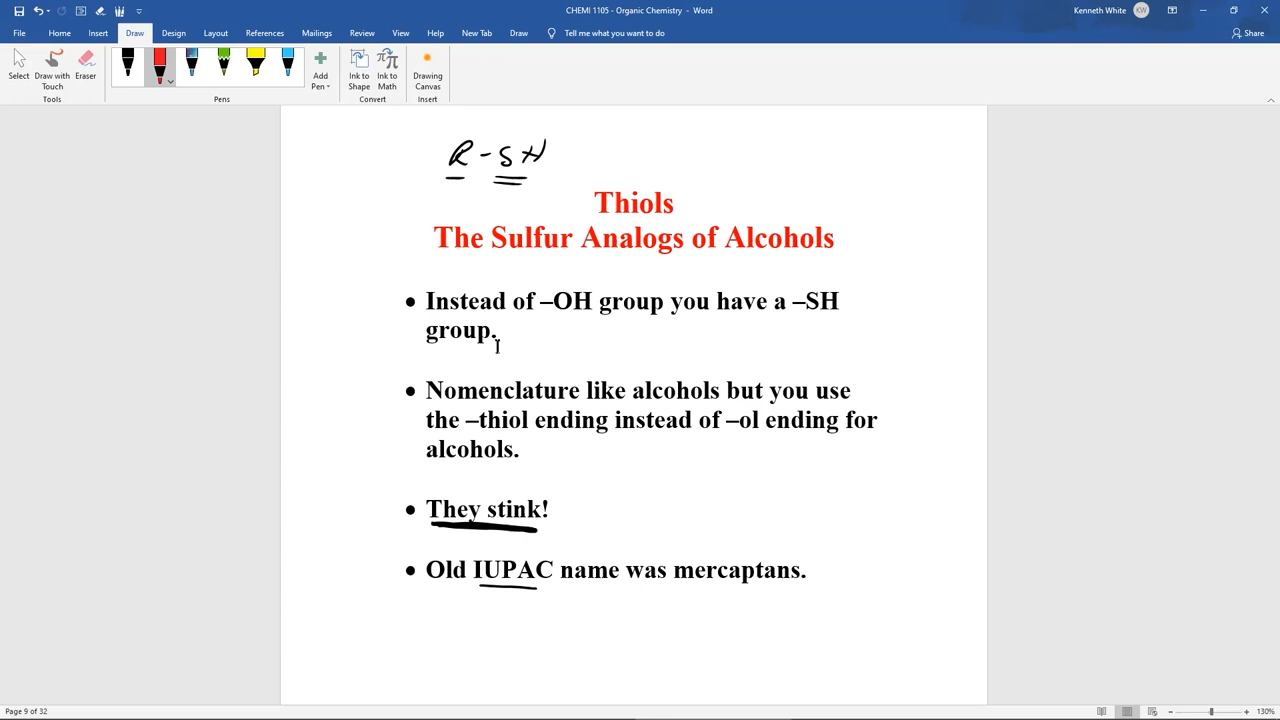 CHEMI 1105 - Organic Chemistry - Word
Kenneth White KW
File Home Insert Draw Design Layout References Mailings Review View Help New Tab Draw Tell me what you want to do Share
Select Draw with Touch Eraser Add Pen Ink to Shape Ink to Math Drawing Canvas
Tools Pens Convert Insert
R-SH
Thiols
The Sulfur Analogs of Alcohols
• Instead of –OH group you have a –SH
group.
• Nomenclature like alcohols but you use
the –thiol ending instead of –ol ending for
alcohols.
• They stink!
• Old IUPAC name was mercaptans.
Page 9 of 32 130%